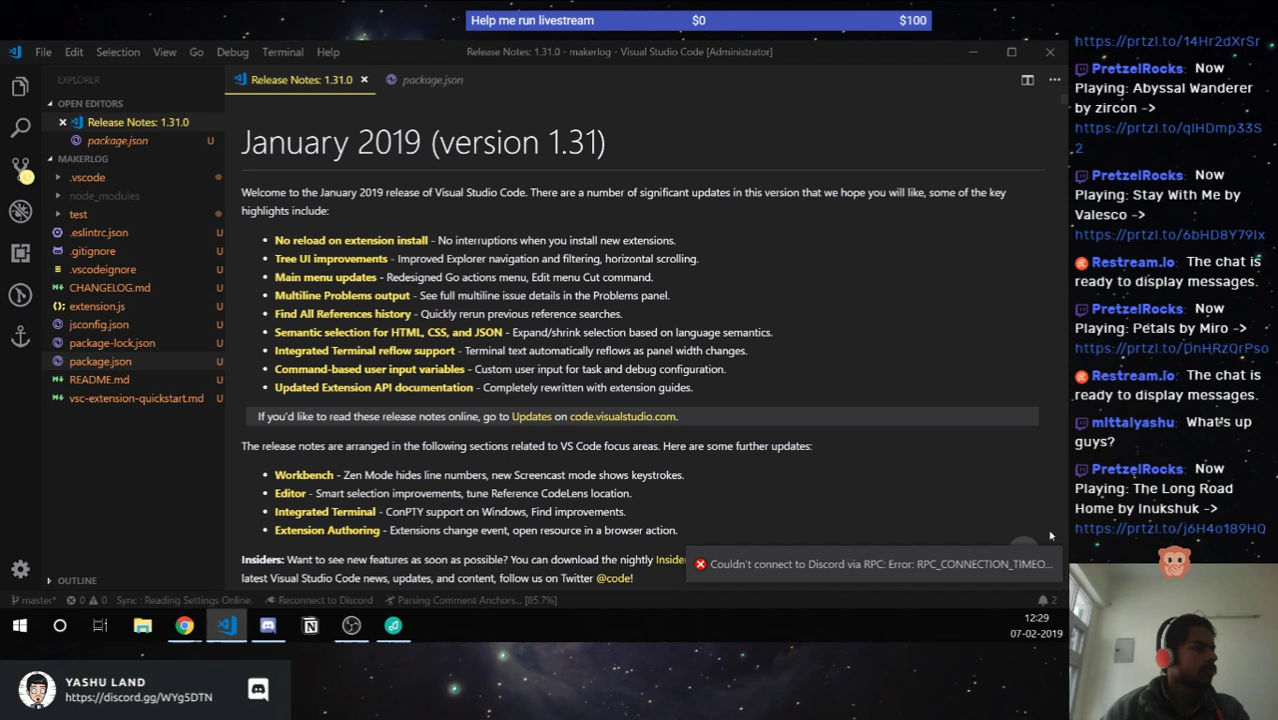 Help me run livestream $0 $100
File Edit Selection View Go Debug Terminal Help
Release Notes: 1.31.0 - makerlog - Visual Studio Code [Administrator]
EXPLORER
OPEN EDITORS
Release Notes: 1.31.0
package.json U
MAKERLOG
.vscode
node_modules
test
.eslintrc.json U
.gitignore U
.vscodeignore U
CHANGELOG.md U
extension.js U
jsconfig.json U
package-lock.json U
package.json U
README.md U
vsc-extension-quickstart.md U
OUTLINE
Release Notes: 1.31.0
package.json
January 2019 (version 1.31)
Welcome to the January 2019 release of Visual Studio Code. There are a number of significant updates in this version that we hope you will like, some of the key
highlights include:
No reload on extension install - No interruptions when you install new extensions.
Tree UI improvements - Improved Explorer navigation and filtering, horizontal scrolling.
Main menu updates - Redesigned Go actions menu, Edit menu Cut command.
Multiline Problems output - See full multiline issue details in the Problems panel.
Find All References history - Quickly rerun previous reference searches.
Semantic selection for HTML, CSS, and JSON - Expand/shrink selection based on language semantics.
Integrated Terminal reflow support - Terminal text automatically reflows as panel width changes.
Command-based user input variables - Custom user input for task and debug configuration.
Updated Extension API documentation - Completely rewritten with extension guides.
If you'd like to read these release notes online, go to Updates on code.visualstudio.com.
The release notes are arranged in the following sections related to VS Code focus areas. Here are some further updates:
Workbench - Zen Mode hides line numbers, new Screencast mode shows keystrokes.
Editor - Smart selection improvements, tune Reference CodeLens location.
Integrated Terminal - ConPTY support on Windows, Find improvements.
Extension Authoring - Extensions change event, open resource in a browser action.
Insiders: Want to see new features as soon as possible? You can download the nightly Insider
latest Visual Studio Code news, updates, and content, follow us on Twitter @code!
Couldn't connect to Discord via RPC: Error: RPC_CONNECTION_TIMEO...
master* 0 0 Sync : Reading Settings Online. Reconnect to Discord Parsing Comment Anchors... [85.7%] 2
12:29
07-02-2019
YASHU LAND
https://discord.gg/WYg5DTN
https://prtzl.to/14Hr2dXrSr
PretzelRocks: Now
Playing: Abyssal Wanderer
by zircon ->
https://prtzl.to/qIHDmp33S
2
PretzelRocks: Now
Playing: Stay With Me by
Valesco ->
https://prtzl.to/6bHD8Y79Ix
Restream.io: The chat is
ready to display messages.
PretzelRocks: Now
Playing: Petals by Miro ->
https://prtzl.to/DnHRzQrPso
Restream.io: The chat is
ready to display messages.
mittalyashu: What's up
guys?
PretzelRocks: Now
Playing: The Long Road
Home by Inukshuk ->
https://prtzl.to/j6H4o189HQ